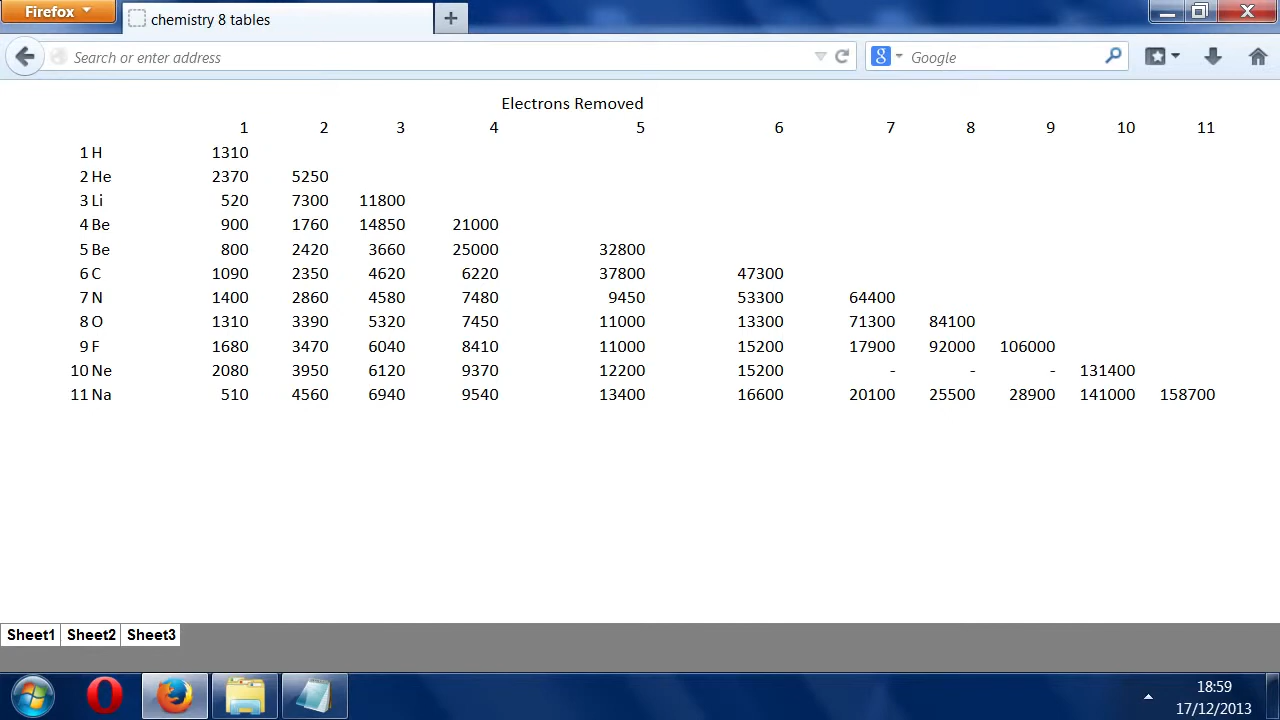 Firefox
chemistry 8 tables
Search or enter address
Google
Electrons Removed
1 2 3 4 5 6 7 8 9 10 11
1 H 1310
2 He 2370 5250
3 Li 520 7300 11800
4 Be 900 1760 14850 21000
5 Be 800 2420 3660 25000 32800
6 C 1090 2350 4620 6220 37800 47300
7 N 1400 2860 4580 7480 9450 53300 64400
8 O 1310 3390 5320 7450 11000 13300 71300 84100
9 F 1680 3470 6040 8410 11000 15200 17900 92000 106000
10 Ne 2080 3950 6120 9370 12200 15200 - - - 131400
11 Na 510 4560 6940 9540 13400 16600 20100 25500 28900 141000 158700
Sheet1 Sheet2 Sheet3
18:59
17/12/2013